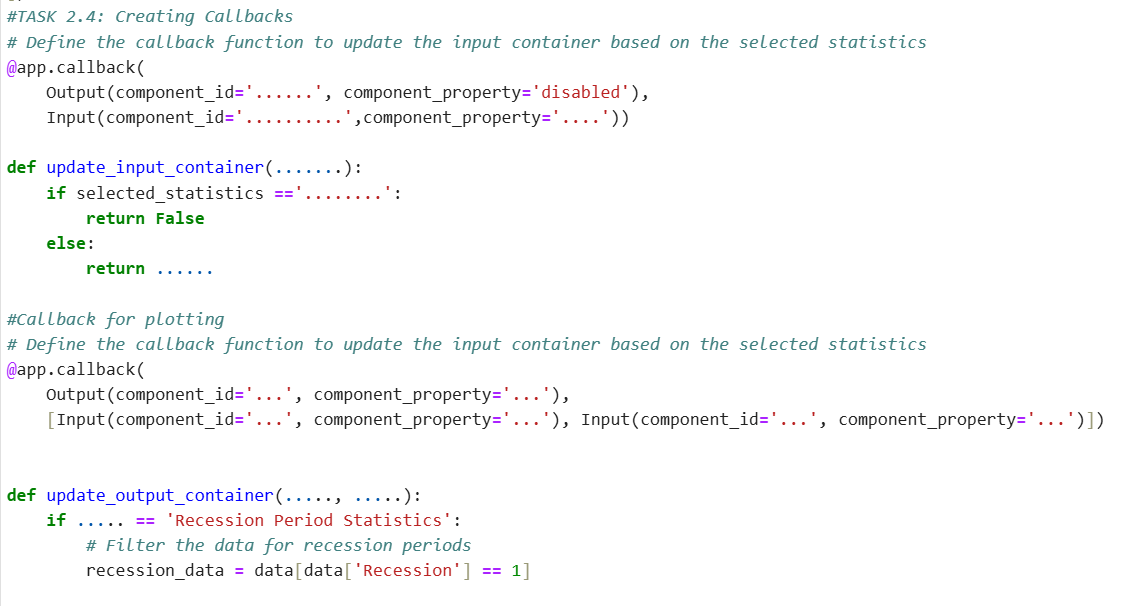 #TASK 2.4: Creating Callbacks
# Define the callback function to update the input container based on the selected statistics
@app.callback(
    Output(component_id='......', component_property='disabled'),
    Input(component_id='..........',component_property='....'))
def update_input_container(.......):
    if selected_statistics =='........':
        return False
    else:
        return ......
#Callback for plotting
# Define the callback function to update the input container based on the selected statistics
@app.callback(
    Output(component_id='...', component_property='...'),
    [Input(component_id='...', component_property='...'), Input(component_id='...', component_property='...')])
def update_output_container(....., .....):
    if ..... == 'Recession Period Statistics':
        # Filter the data for recession periods
        recession_data = data[data['Recession'] == 1]